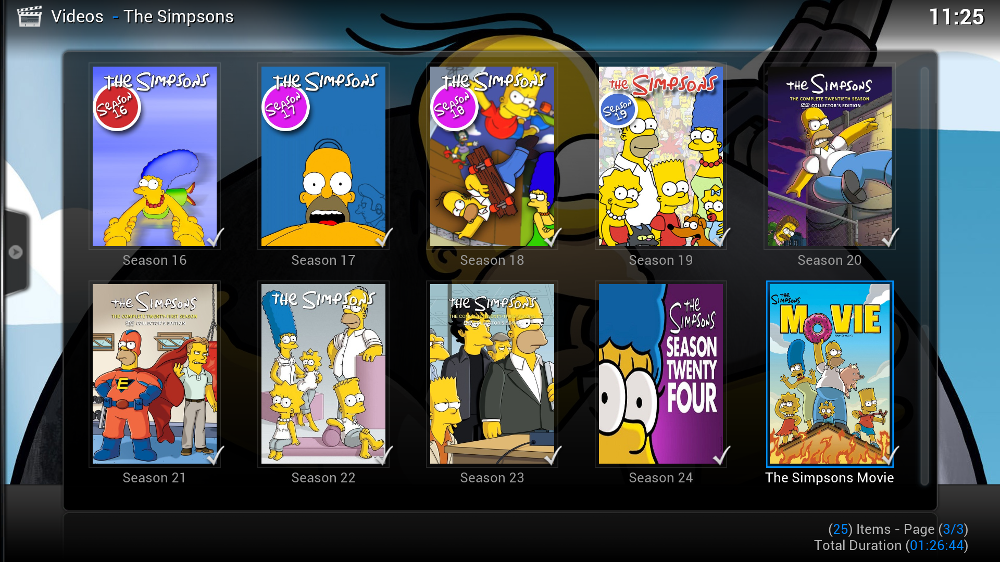 Videos - The Simpsons
11:25
THE SIMPSONS
SEASON
16
Season 16
THE SIMPSONS
SEASON
17
Season 17
THE SIMPSONS
SEASON
18
Season 18
THE SIMPSONS
SEASON
19
Season 19
THE SIMPSONS
THE COMPLETE TWENTIETH SEASON
DVD COLLECTOR'S EDITION
Season 20
THE SIMPSONS
THE COMPLETE TWENTY-FIRST SEASON
DVD COLLECTOR'S EDITION
E
Season 21
THE SIMPSONS
Season 22
THE SIMPSONS
THE COMPLETE TWENTY-THIRD SEASON
DVD COLLECTOR'S EDITION
Season 23
THE
SIMPSONS
SEASON
TWENTY
FOUR
Season 24
THE
SIMPSONS
MOVIE
The Simpsons Movie
(25) Items - Page (3/3)
Total Duration (01:26:44)